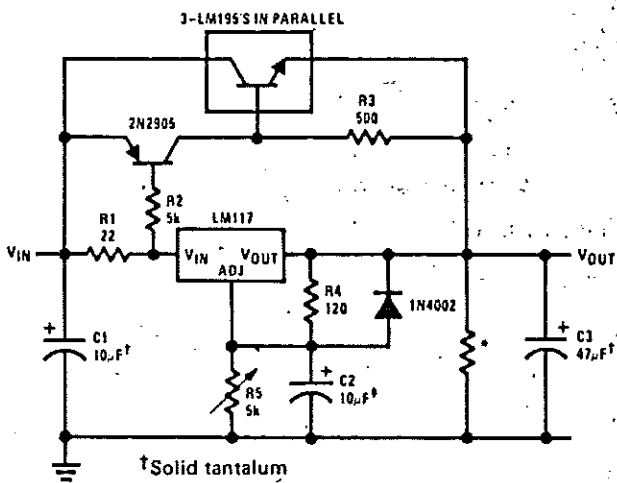 3-LM195'S IN PARALLEL
2N2905
R3
500
R2
5k
R1
22
LM117
VIN
VIN
VOUT
ADJ
VOUT
R4
120
1N4002
*
C1
10µF†
R5
5k
C2
10µF†
C3
47µF†
†Solid tantalum